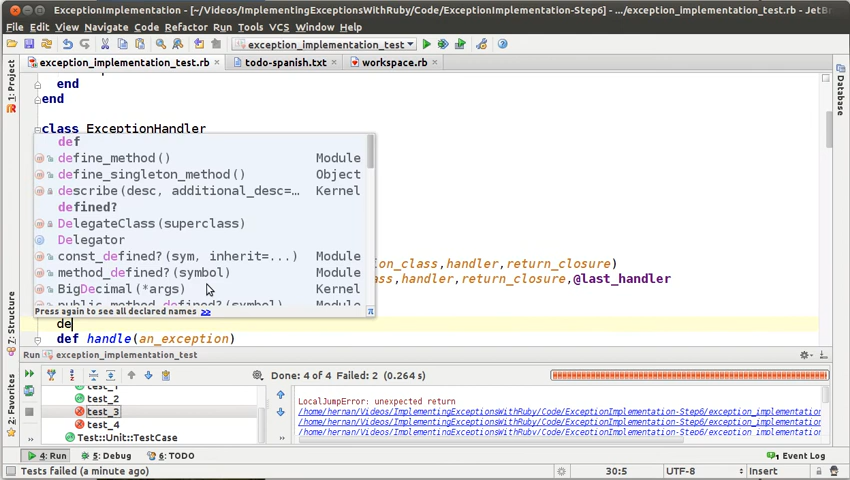 ExceptionImplementation - [~/Videos/ImplementingExceptionsWithRuby/Code/ExceptionImplementation-Step6] - .../exception_implementation_test.rb - JetBr
File Edit View Navigate Code Refactor Run Tools VCS Window Help
exception_implementation_test
exception_implementation_test.rb todo-spanish.txt workspace.rb
1: Project
Database
end
end
class ExceptionHandler
def
define_method() Module
define_singleton_method() Object
describe(desc, additional_desc=... Kernel
defined?
DelegateClass(superclass)
Delegator
const_defined?(sym, inherit=...) Module
ion_class,handler,return_closure)
method_defined?(symbol) Module
ass,handler,return_closure,@last_handler
BigDecimal(*args) Kernel
public_method_defined?(symbol) Module
Press again to see all declared names >>
de
def handle(an_exception)
7: Structure
2: Favorites
Run exception_implementation_test
Done: 4 of 4 Failed: 2 (0.264 s)
test_1
test_2
test_3
test_4
Test::Unit::TestCase
LocalJumpError: unexpected return
/home/hernan/Videos/ImplementingExceptionsWithRuby/Code/ExceptionImplementation-Step6/exception_implementation
/home/hernan/Videos/ImplementingExceptionsWithRuby/Code/ExceptionImplementation-Step6/exception_implementation
/home/hernan/Videos/ImplementingExceptionsWithRuby/Code/ExceptionImplementation-Step6/exception_implementation
4: Run 5: Debug 6: TODO Event Log
Tests failed (a minute ago) 30:5 UTF-8 Insert